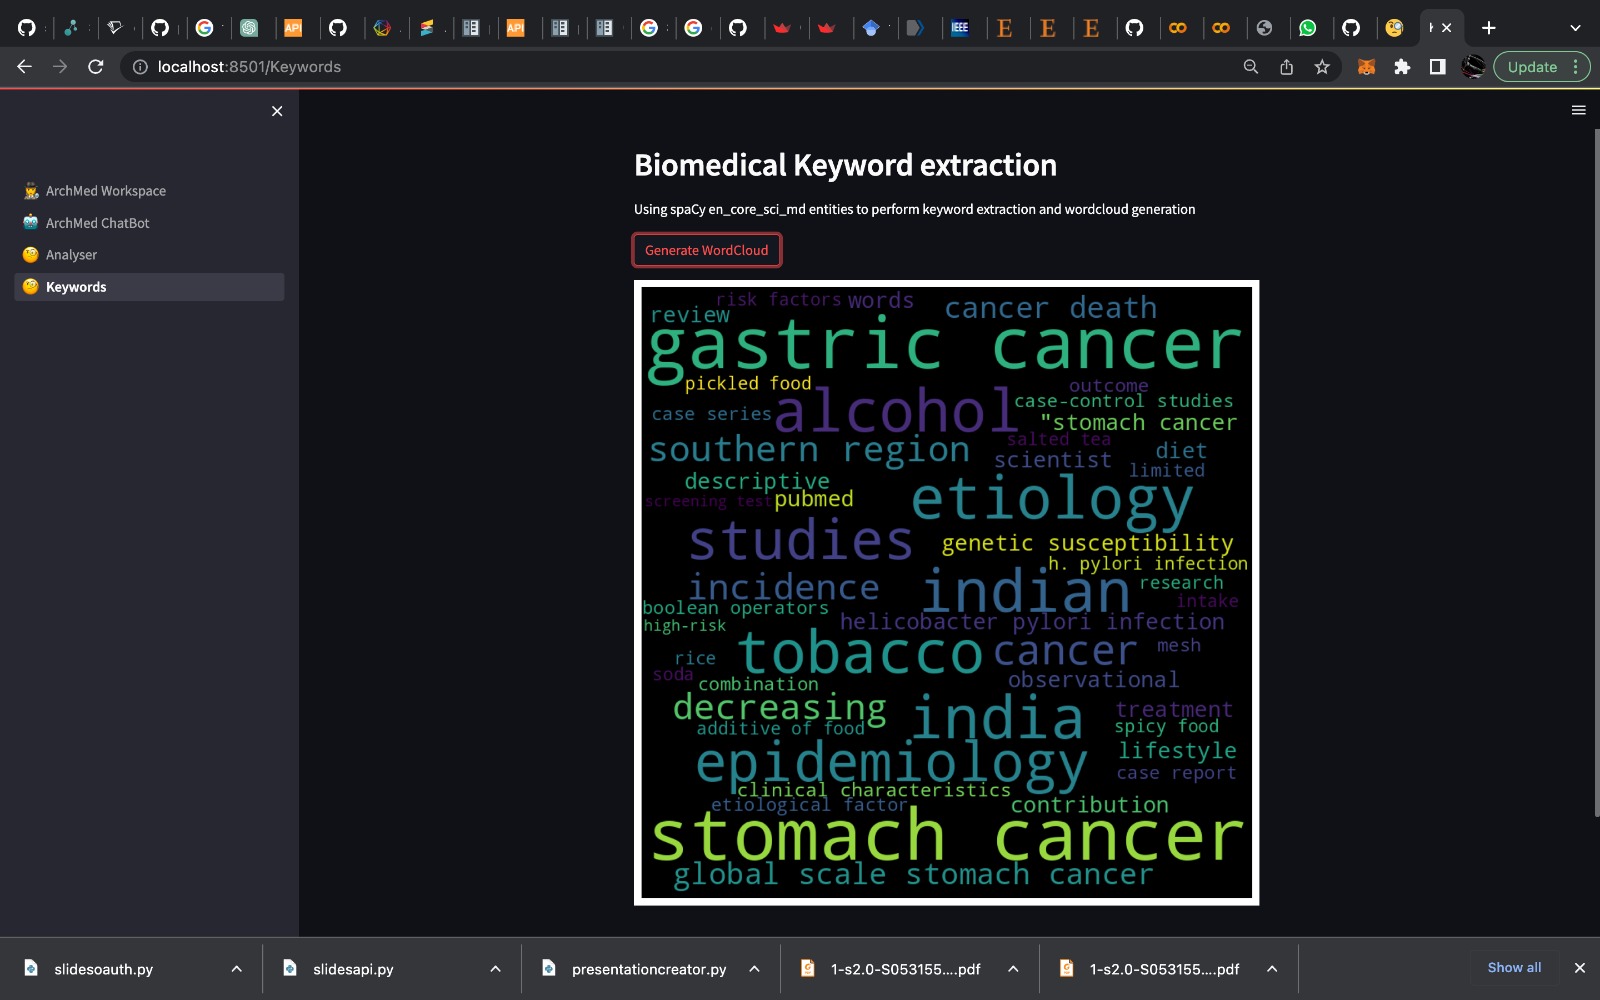 API
API
IEEE
localhost:8501/Keywords
Update
ArchMed Workspace
ArchMed ChatBot
Analyser
Keywords
Biomedical Keyword extraction
Using spaCy en_core_sci_md entities to perform keyword extraction and wordcloud generation
Generate WordCloud
risk factors
words
cancer death
review
gastric cancer
pickled food
outcome
alcohol
case-control studies
case series
"stomach cancer
salted tea
southern region
scientist
diet
limited
descriptive
screening test
pubmed
etiology
studies
genetic susceptibility
h. pylori infection
incidence
indian
research
intake
boolean operators
helicobacter pylori infection
high-risk
tobacco
cancer
mesh
rice
soda
combination
observational
decreasing
india
treatment
additive of food
spicy food
epidemiology
lifestyle
case report
clinical characteristics
etiological factor
contribution
stomach cancer
global scale stomach cancer
slidesoauth.py
slidesapi.py
presentationcreator.py
1-s2.0-S053155....pdf
1-s2.0-S053155....pdf
Show all